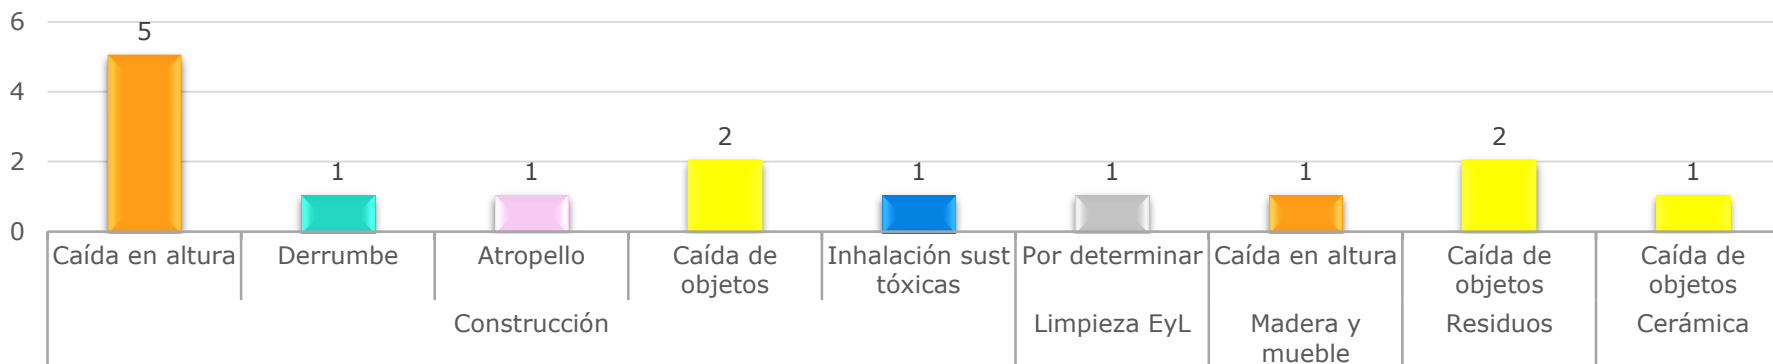 6
4
2
0
5
1
1
2
1
1
1
2
1
Caída en altura
Derrumbe
Atropello
Caída de
objetos
Inhalación sust
tóxicas
Por determinar
Caída en altura
Caída de
objetos
Caída de
objetos
Construcción
Limpieza EyL
Madera y
mueble
Residuos
Cerámica